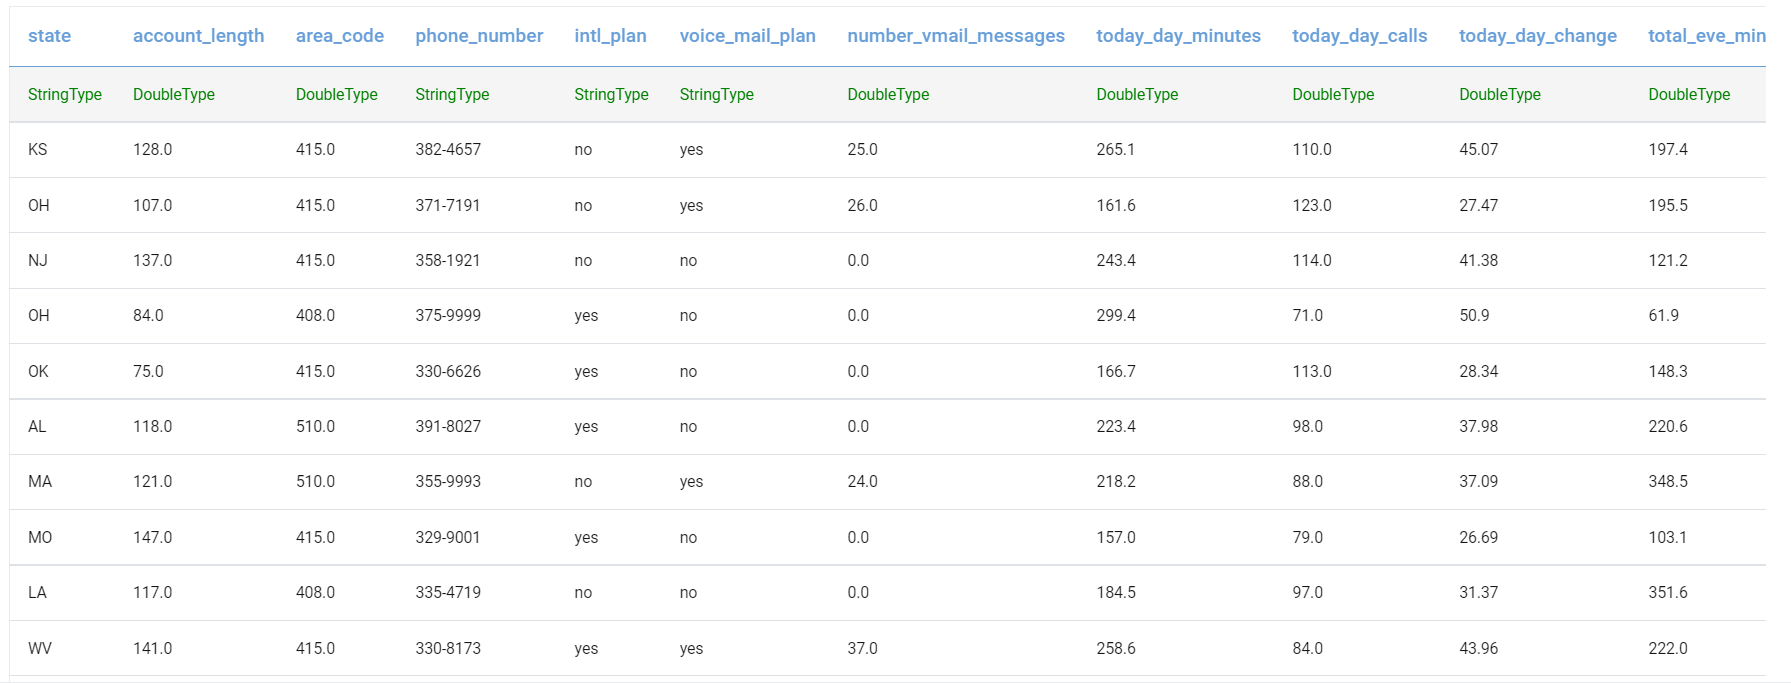 state account_length area_code phone_number intl_plan voice_mail_plan number_vmail_messages today_day_minutes today_day_calls today_day_change total_eve_min
StringType DoubleType DoubleType StringType StringType StringType DoubleType DoubleType DoubleType DoubleType DoubleType
KS 128.0 415.0 382-4657 no yes 25.0 265.1 110.0 45.07 197.4
OH 107.0 415.0 371-7191 no yes 26.0 161.6 123.0 27.47 195.5
NJ 137.0 415.0 358-1921 no no 0.0 243.4 114.0 41.38 121.2
OH 84.0 408.0 375-9999 yes no 0.0 299.4 71.0 50.9 61.9
OK 75.0 415.0 330-6626 yes no 0.0 166.7 113.0 28.34 148.3
AL 118.0 510.0 391-8027 yes no 0.0 223.4 98.0 37.98 220.6
MA 121.0 510.0 355-9993 no yes 24.0 218.2 88.0 37.09 348.5
MO 147.0 415.0 329-9001 yes no 0.0 157.0 79.0 26.69 103.1
LA 117.0 408.0 335-4719 no no 0.0 184.5 97.0 31.37 351.6
WV 141.0 415.0 330-8173 yes yes 37.0 258.6 84.0 43.96 222.0